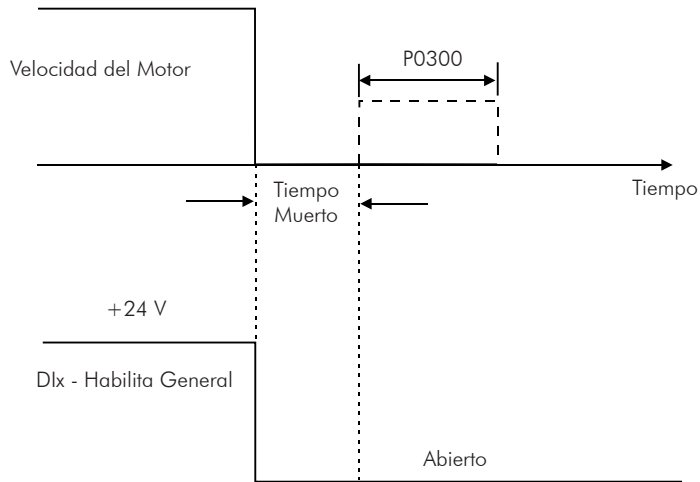 Velocidad del Motor
P0300
Tiempo
Muerto
Tiempo
+24 V
DIx - Habilita General
Abierto